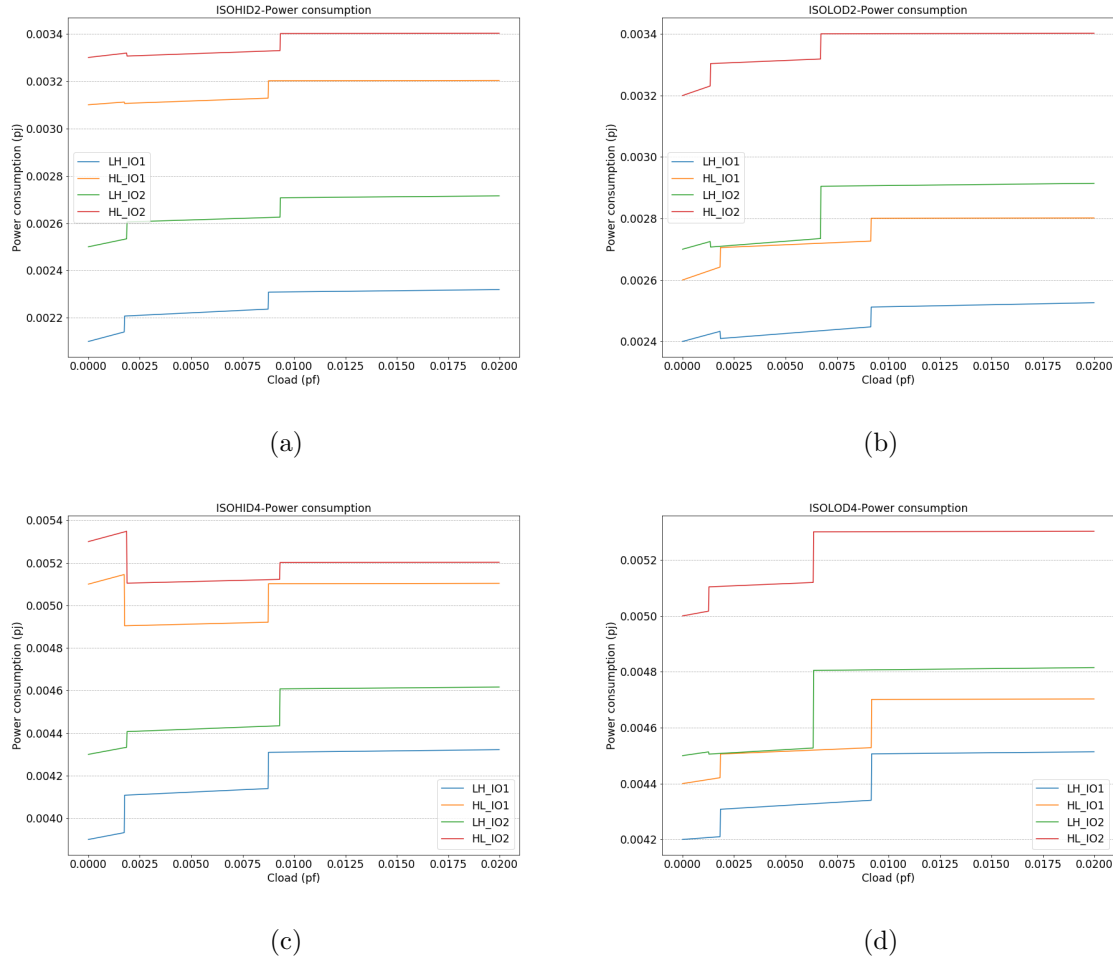 ISOHID2-Power consumption
Power consumption (pj)
0.0034
0.0032
0.0030
0.0028
0.0026
0.0024
0.0022
LH_IO1
HL_IO1
LH_IO2
HL_IO2
0.0000 0.0025 0.0050 0.0075 0.0100 0.0125 0.0150 0.0175 0.0200
Cload (pf)
(a)
ISOLOD2-Power consumption
Power consumption (pj)
0.0034
0.0032
0.0030
0.0028
0.0026
0.0024
LH_IO1
HL_IO1
LH_IO2
HL_IO2
0.0000 0.0025 0.0050 0.0075 0.0100 0.0125 0.0150 0.0175 0.0200
Cload (pf)
(b)
ISOHID4-Power consumption
Power consumption (pj)
0.0054
0.0052
0.0050
0.0048
0.0046
0.0044
0.0042
0.0040
LH_IO1
HL_IO1
LH_IO2
HL_IO2
0.0000 0.0025 0.0050 0.0075 0.0100 0.0125 0.0150 0.0175 0.0200
Cload (pf)
(c)
ISOLOD4-Power consumption
Power consumption (pj)
0.0052
0.0050
0.0048
0.0046
0.0044
0.0042
LH_IO1
HL_IO1
LH_IO2
HL_IO2
0.0000 0.0025 0.0050 0.0075 0.0100 0.0125 0.0150 0.0175 0.0200
Cload (pf)
(d)